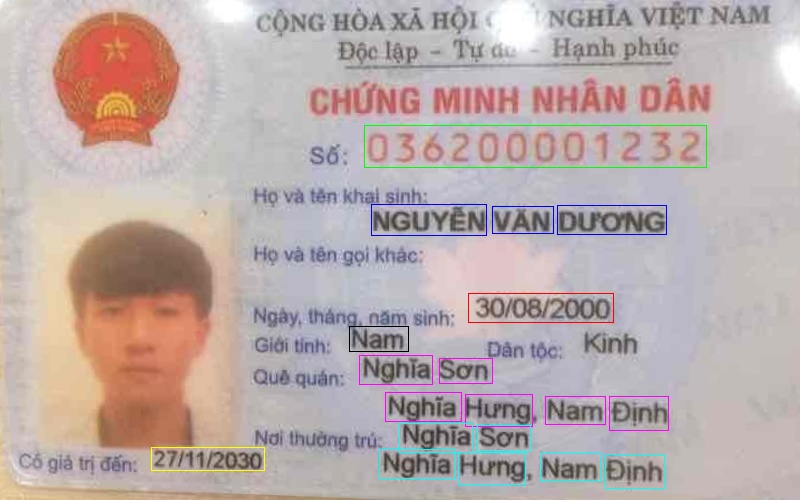 CỘNG HÒA XÃ HỘI NGHĨA VIỆT NAM
Độc lập - Tự do - Hạnh phúc
CHỨNG MINH NHÂN DÂN
Số: 036200001232
Họ và tên khai sinh:
NGUYỄN VĂN DƯƠNG
Họ và tên gọi khác:
Ngày, tháng, năm sinh: 30/08/2000
Giới tính: Nam Dân tộc: Kinh
Quê quán: Nghĩa Sơn
Nghĩa Hưng, Nam Định
Nơi thường trú: Nghĩa Sơn
Có giá trị đến: 27/11/2030 Nghĩa Hưng, Nam Định